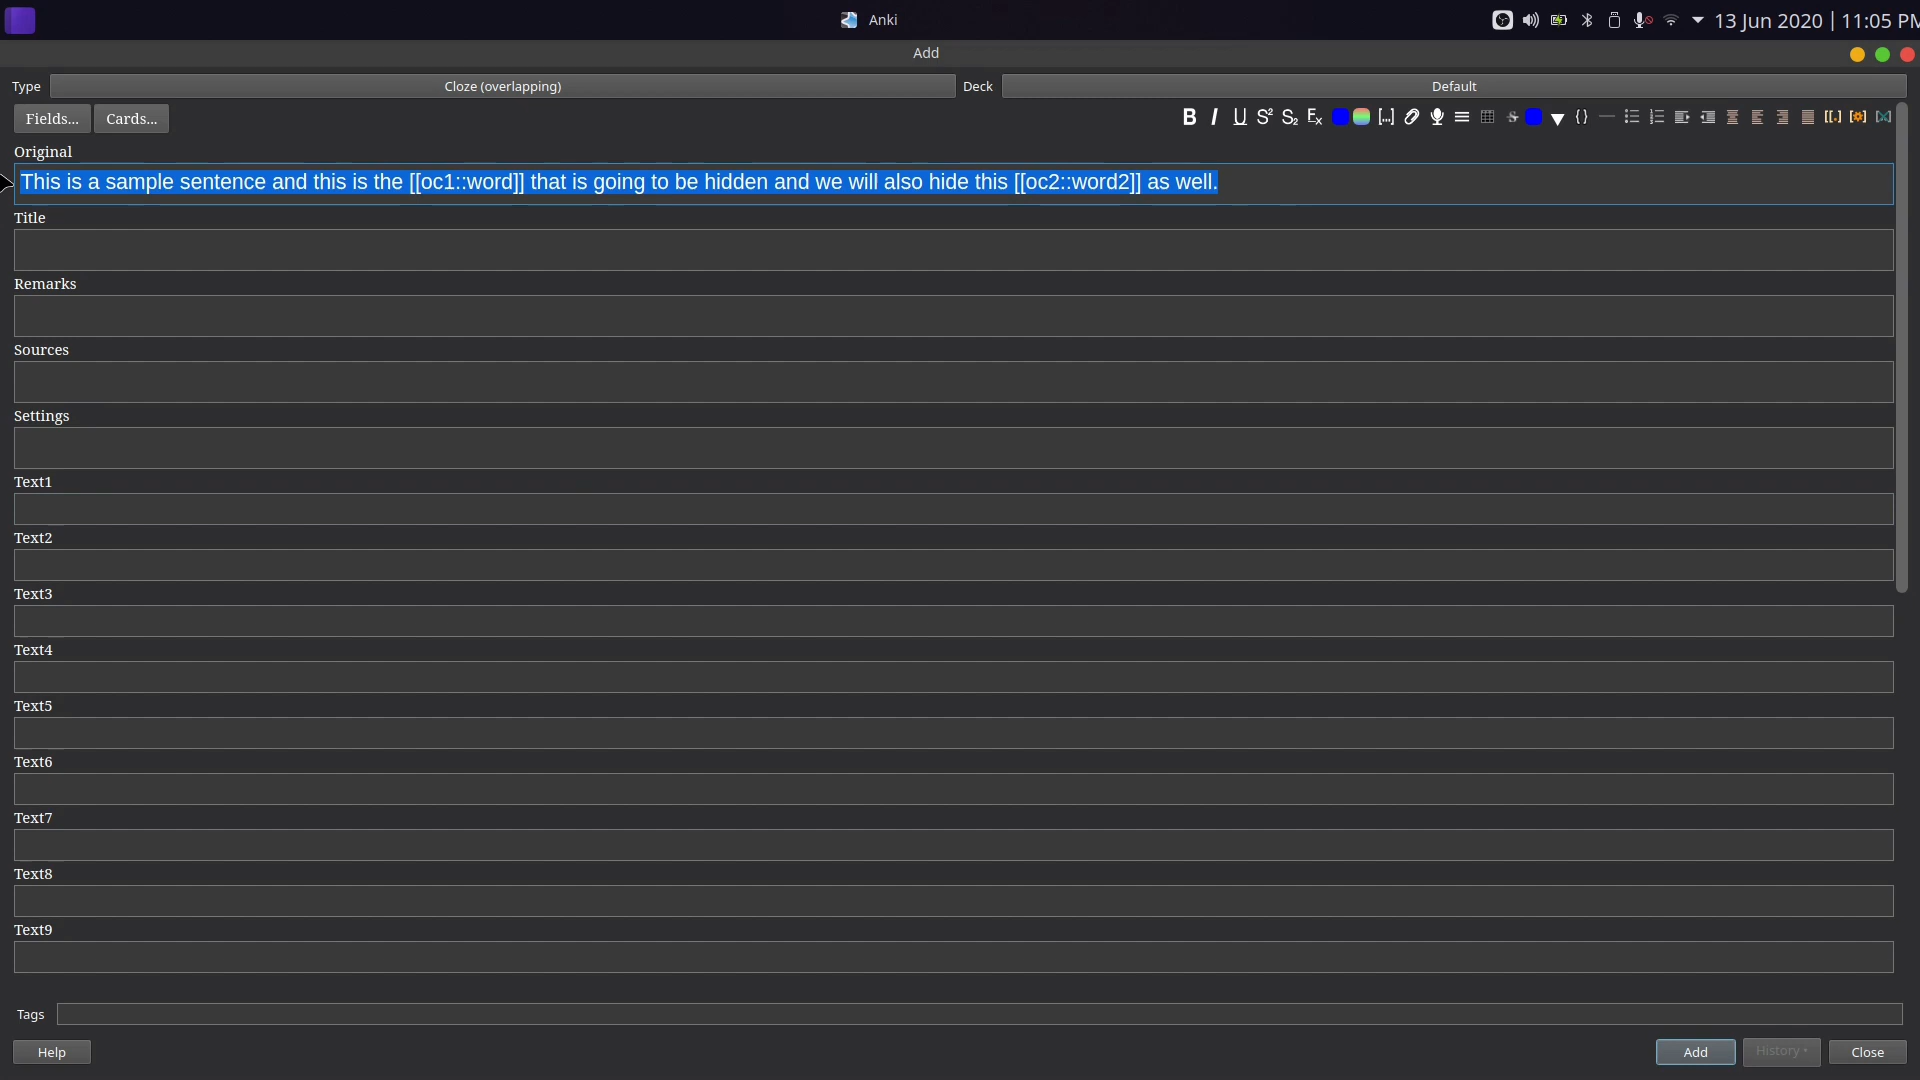 Anki
13 Jun 2020 | 11:05 PM
Add
Type Cloze (overlapping) Deck Default
Fields... Cards...
B I U S² S₂ Fx [...] S {} [[.] [x]
Original
This is a sample sentence and this is the [[oc1::word]] that is going to be hidden and we will also hide this [[oc2::word2]] as well.
Title
Remarks
Sources
Settings
Text1
Text2
Text3
Text4
Text5
Text6
Text7
Text8
Text9
Tags
Help Add History Close